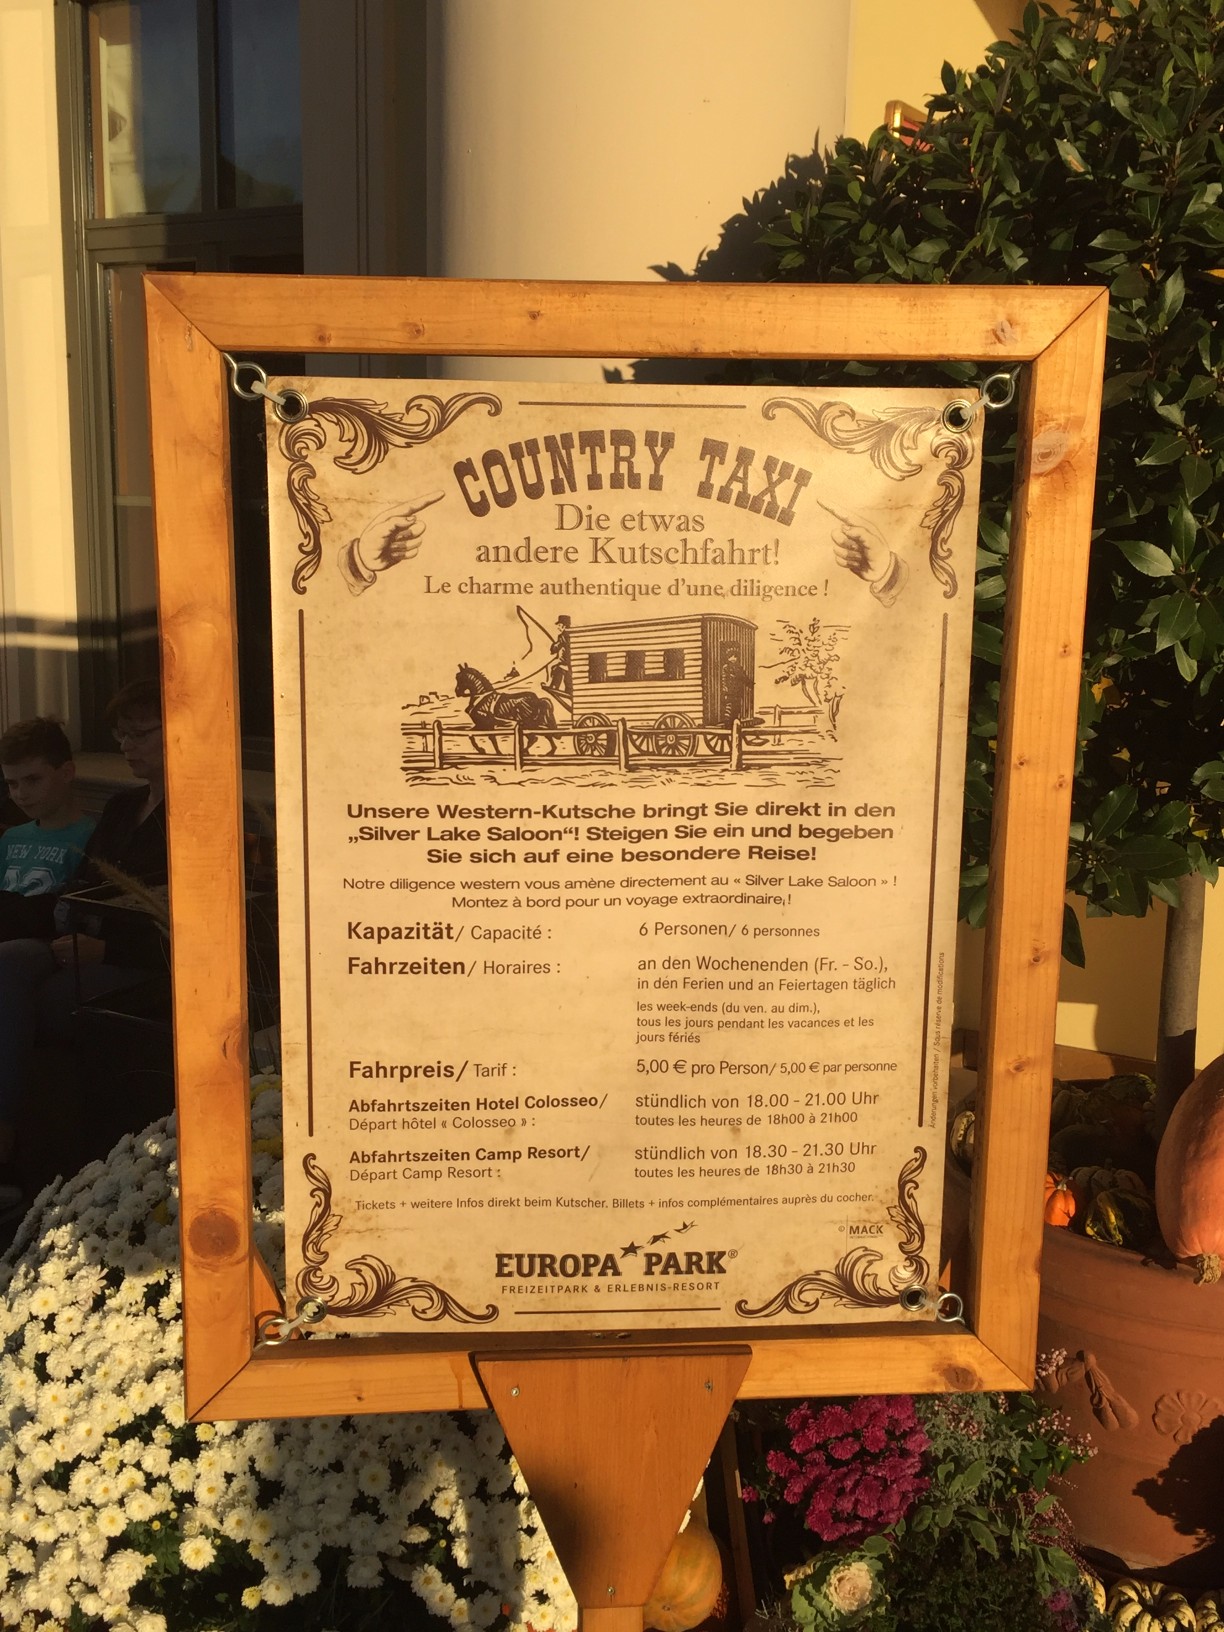 COUNTRY TAXI
Die etwas
andere Kutschfahrt!
Le charme authentique d'une diligence !
Unsere Western-Kutsche bringt Sie direkt in den
„Silver Lake Saloon“! Steigen Sie ein und begeben
Sie sich auf eine besondere Reise!
Notre diligence western vous amène directement au « Silver Lake Saloon » !
Montez à bord pour un voyage extraordinaire !
Kapazität/ Capacité : 6 Personen/ 6 personnes
Fahrzeiten/ Horaires : an den Wochenenden (Fr. - So.),
in den Ferien und an Feiertagen täglich
les week-ends (du ven. au dim.),
tous les jours pendant les vacances et les
jours fériés
Fahrpreis/ Tarif : 5,00 € pro Person/ 5,00 € par personne
Abfahrtszeiten Hotel Colosseo/ stündlich von 18.00 - 21.00 Uhr
Départ hôtel « Colosseo » : toutes les heures de 18h00 à 21h00
Abfahrtszeiten Camp Resort/ stündlich von 18.30 - 21.30 Uhr
Départ Camp Resort : toutes les heures de 18h30 à 21h30
Tickets + weitere Infos direkt beim Kutscher. Billets + infos complémentaires auprès du cocher.
Änderungen vorbehalten / Sous réserve de modifications
© MACK
EUROPA PARK®
FREIZEITPARK & ERLEBNIS-RESORT
NEW YORK